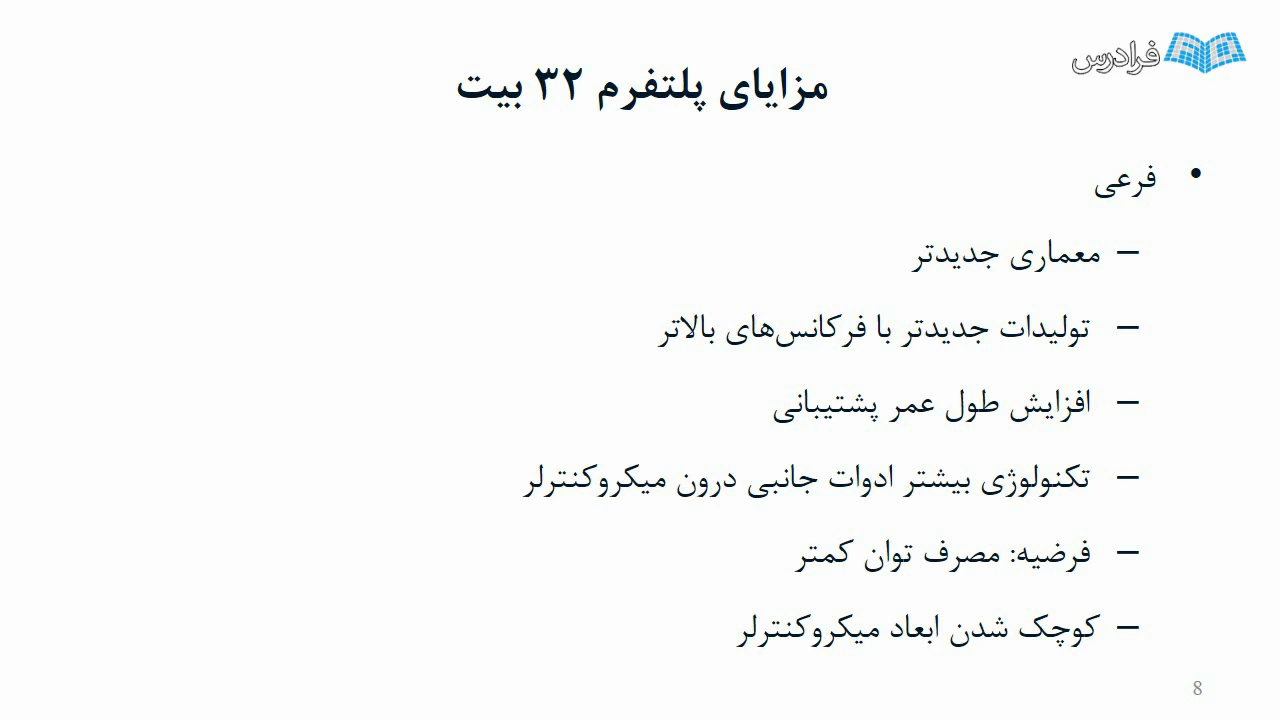 فرادرس
مزایای پلتفرم ۳۲ بیت
• فرعی
– معماری جدیدتر
– تولیدات جدیدتر با فرکانس‌های بالاتر
– افزایش طول عمر پشتیبانی
– تکنولوژی بیشتر ادوات جانبی درون میکروکنترلر
– فرضیه: مصرف توان کمتر
– کوچک شدن ابعاد میکروکنترلر
8